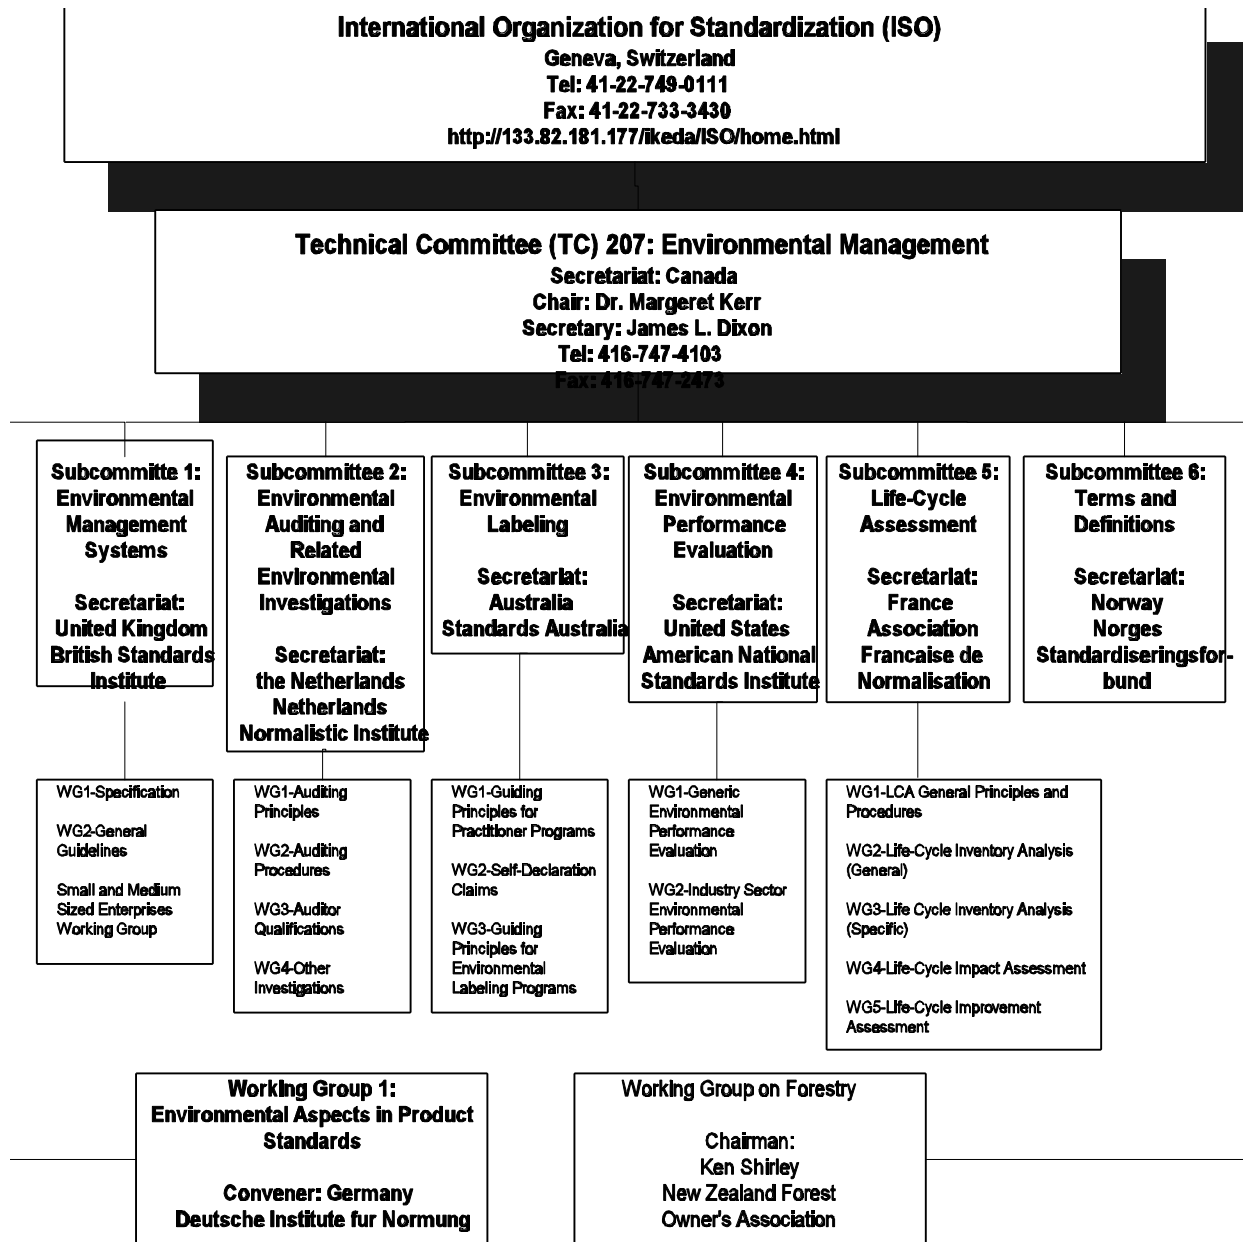 International Organization for Standardization (ISO)
Geneva, Switzerland
Tel: 41-22-749-0111
Fax: 41-22-733-3430
http://133.82.181.177/ikeda/ISO/home.html
Technical Committee (TC) 207: Environmental Management
Secretariat: Canada
Chair: Dr. Margeret Kerr
Secretary: James L. Dixon
Tel: 416-747-4103
Fax: 416-747-2473
Subcommitte 1:
Environmental
Management
Systems
Secretariat:
United Kingdom
British Standards
Institute
Subcommittee 2:
Environmental
Auditing and
Related
Environmental
Investigations
Secretariat:
the Netherlands
Netherlands
Normalistic Institute
Subcommittee 3:
Environmental
Labeling
Secretariat:
Australia
Standards Australia
Subcommittee 4:
Environmental
Performance
Evaluation
Secretariat:
United States
American National
Standards Institute
Subcommittee 5:
Life-Cycle
Assessment
Secretariat:
France
Association
Francaise de
Normalisation
Subcommittee 6:
Terms and
Definitions
Secretariat:
Norway
Norges
Standardiseringsfor-
bund
WG1-Specification
WG2-General
Guidelines
Small and Medium
Sized Enterprises
Working Group
WG1-Auditing
Principles
WG2-Auditing
Procedures
WG3-Auditor
Qualifications
WG4-Other
Investigations
WG1-Guiding
Principles for
Practitioner Programs
WG2-Self-Declaration
Claims
WG3-Guiding
Principles for
Environmental
Labeling Programs
WG1-Generic
Environmental
Performance
Evaluation
WG2-Industry Sector
Environmental
Performance
Evaluation
WG1-LCA General Principles and
Procedures
WG2-Life-Cycle Inventory Analysis
(General)
WG3-Life Cycle Inventory Analysis
(Specific)
WG4-Life-Cycle Impact Assessment
WG5-Life-Cycle Improvement
Assessment
Working Group 1:
Environmental Aspects in Product
Standards
Convener: Germany
Deutsche Institute fur Normung
Working Group on Forestry
Chairman:
Ken Shirley
New Zealand Forest
Owner's Association